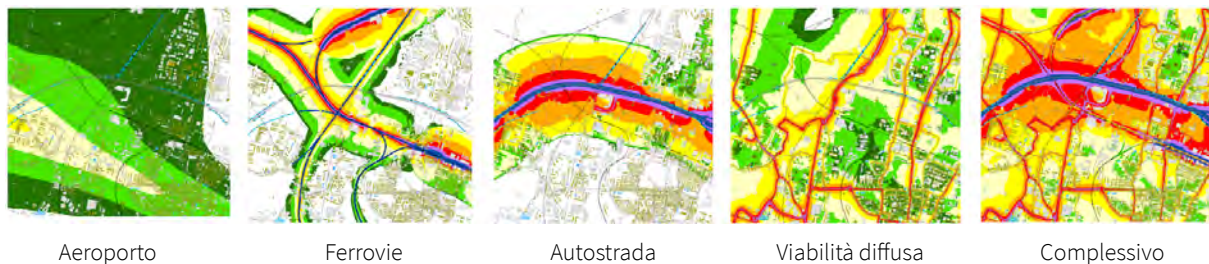 Aeroporto
Ferrovie
Autostrada
Viabilità diffusa
Complessivo